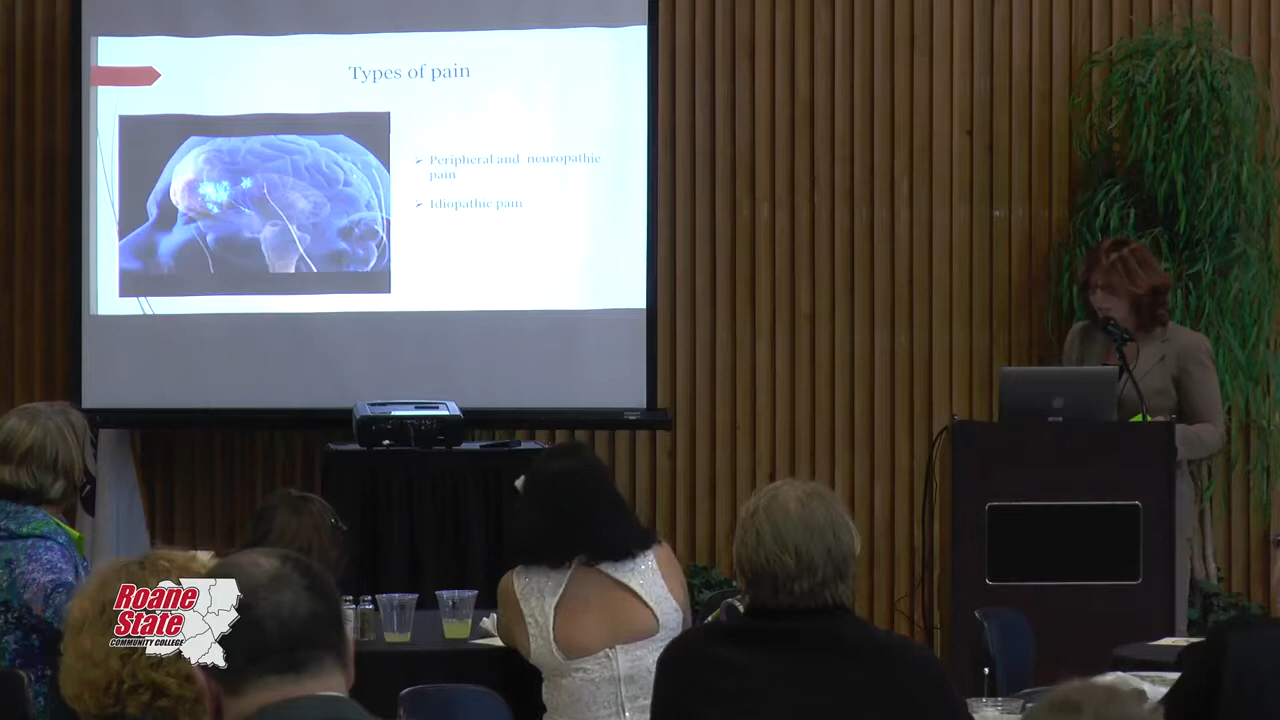 Types of pain
➢ Peripheral and neuropathic
pain
➢ Idiopathic pain
Roane
State
COMMUNITY COLLEGE